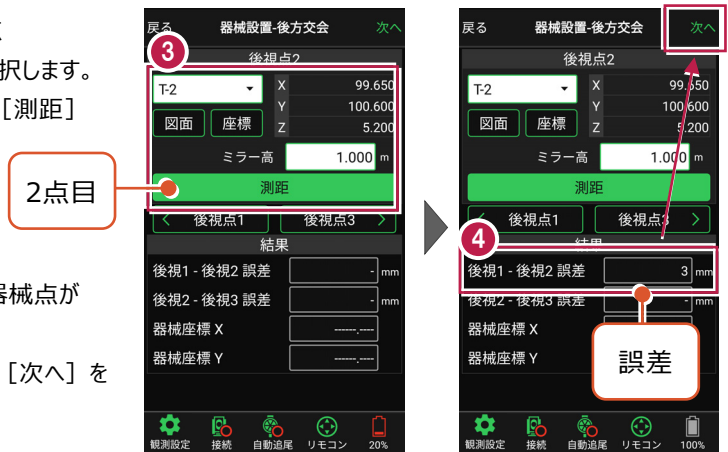 択します。
［測距］
2点目
器械点が
［次へ］を
戻る 器械設置-後方交会 次へ
3
後視点2
T-2
X 99.650
Y 100.600
Z 5.200
図面 座標
ミラー高 1.000 m
測距
< 後視点1 後視点3 >
結果
後視1 - 後視2 誤差 - mm
後視2 - 後視3 誤差 - mm
器械座標 X ------.----
器械座標 Y ------.----
観測設定 接続 自動追尾 リモコン 20%
戻る 器械設置-後方交会 次へ
後視点2
T-2
X 99.650
Y 100.600
Z 5.200
図面 座標
ミラー高 1.000 m
測距
< 後視点1 後視点3 >
4
結果
後視1 - 後視2 誤差 3 mm
後視2 - 後視3 誤差 - mm
器械座標 X
器械座標 Y
誤差
観測設定 接続 自動追尾 リモコン 100%